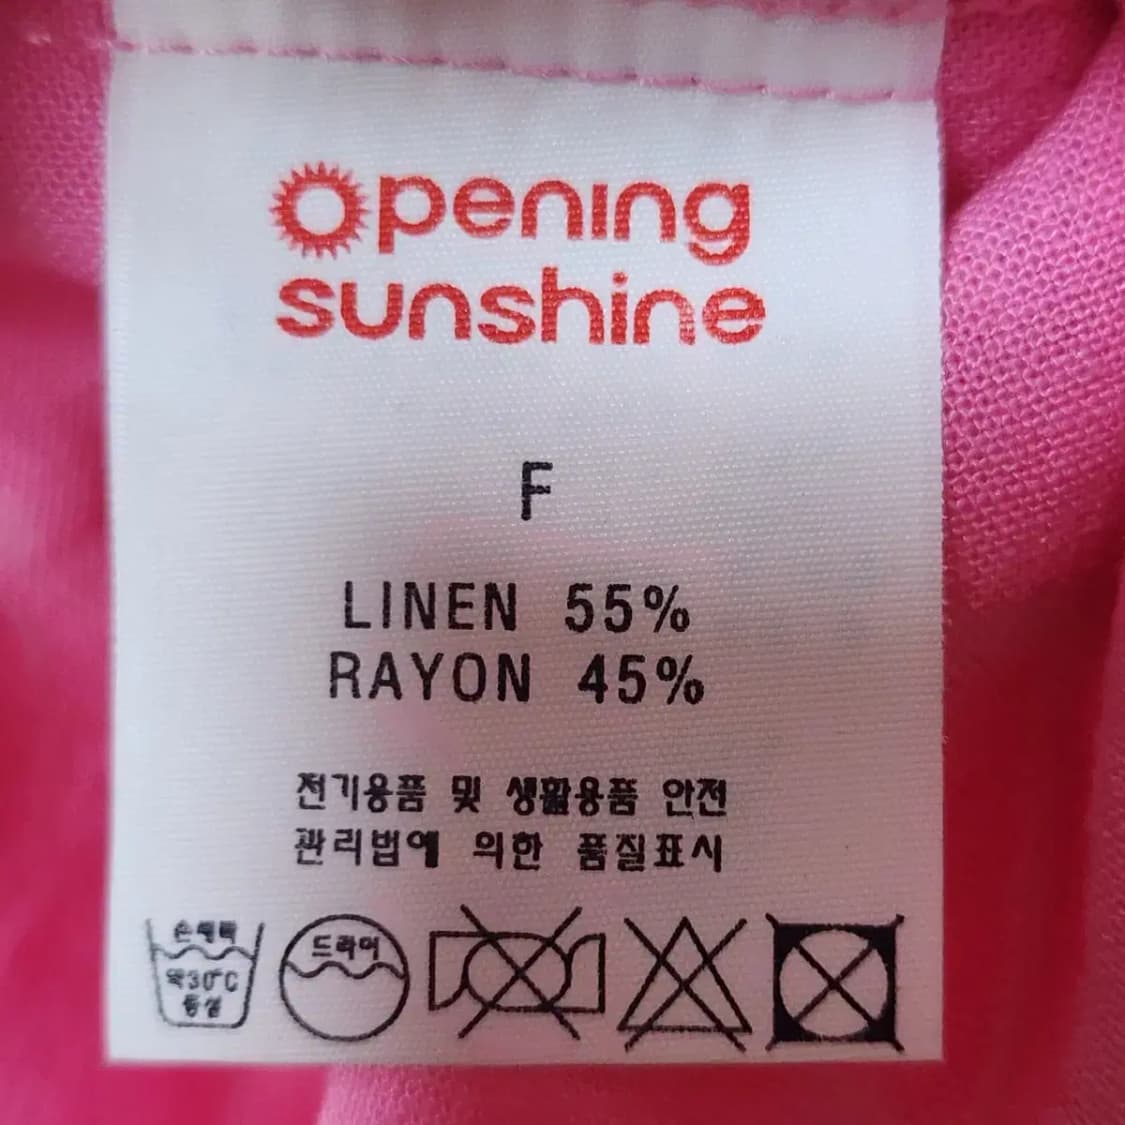 Opening
sunshine
F
LINEN 55%
RAYON 45%
전기용품 및 생활용품 안전
관리법에 의한 품질표시
손세탁
약30℃
중성
드라이